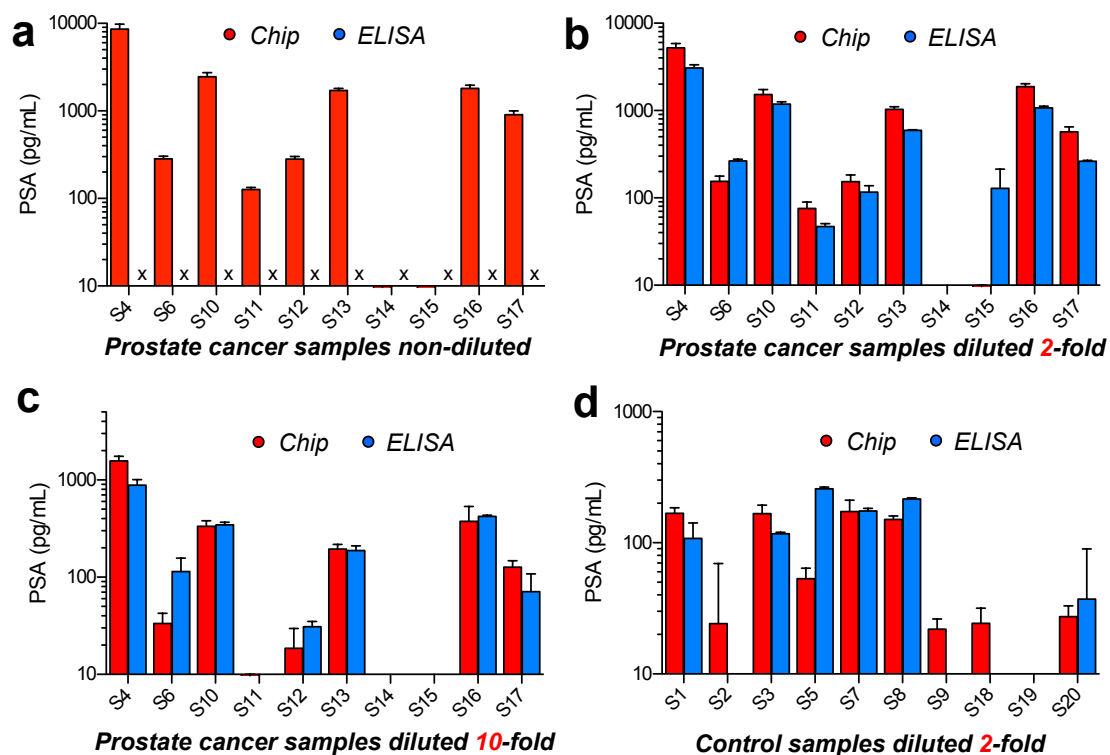 a
Chip ELISA
PSA (pg/mL)
10000
1000
100
10
x x x x x x x x x x
S4 S6 S10 S11 S12 S13 S14 S15 S16 S17
Prostate cancer samples non-diluted
b
Chip ELISA
PSA (pg/mL)
10000
1000
100
10
S4 S6 S10 S11 S12 S13 S14 S15 S16 S17
Prostate cancer samples diluted 2-fold
c
Chip ELISA
PSA (pg/mL)
1000
100
10
S4 S6 S10 S11 S12 S13 S14 S15 S16 S17
Prostate cancer samples diluted 10-fold
d
Chip ELISA
PSA (pg/mL)
1000
100
10
S1 S2 S3 S5 S7 S8 S9 S18 S19 S20
Control samples diluted 2-fold